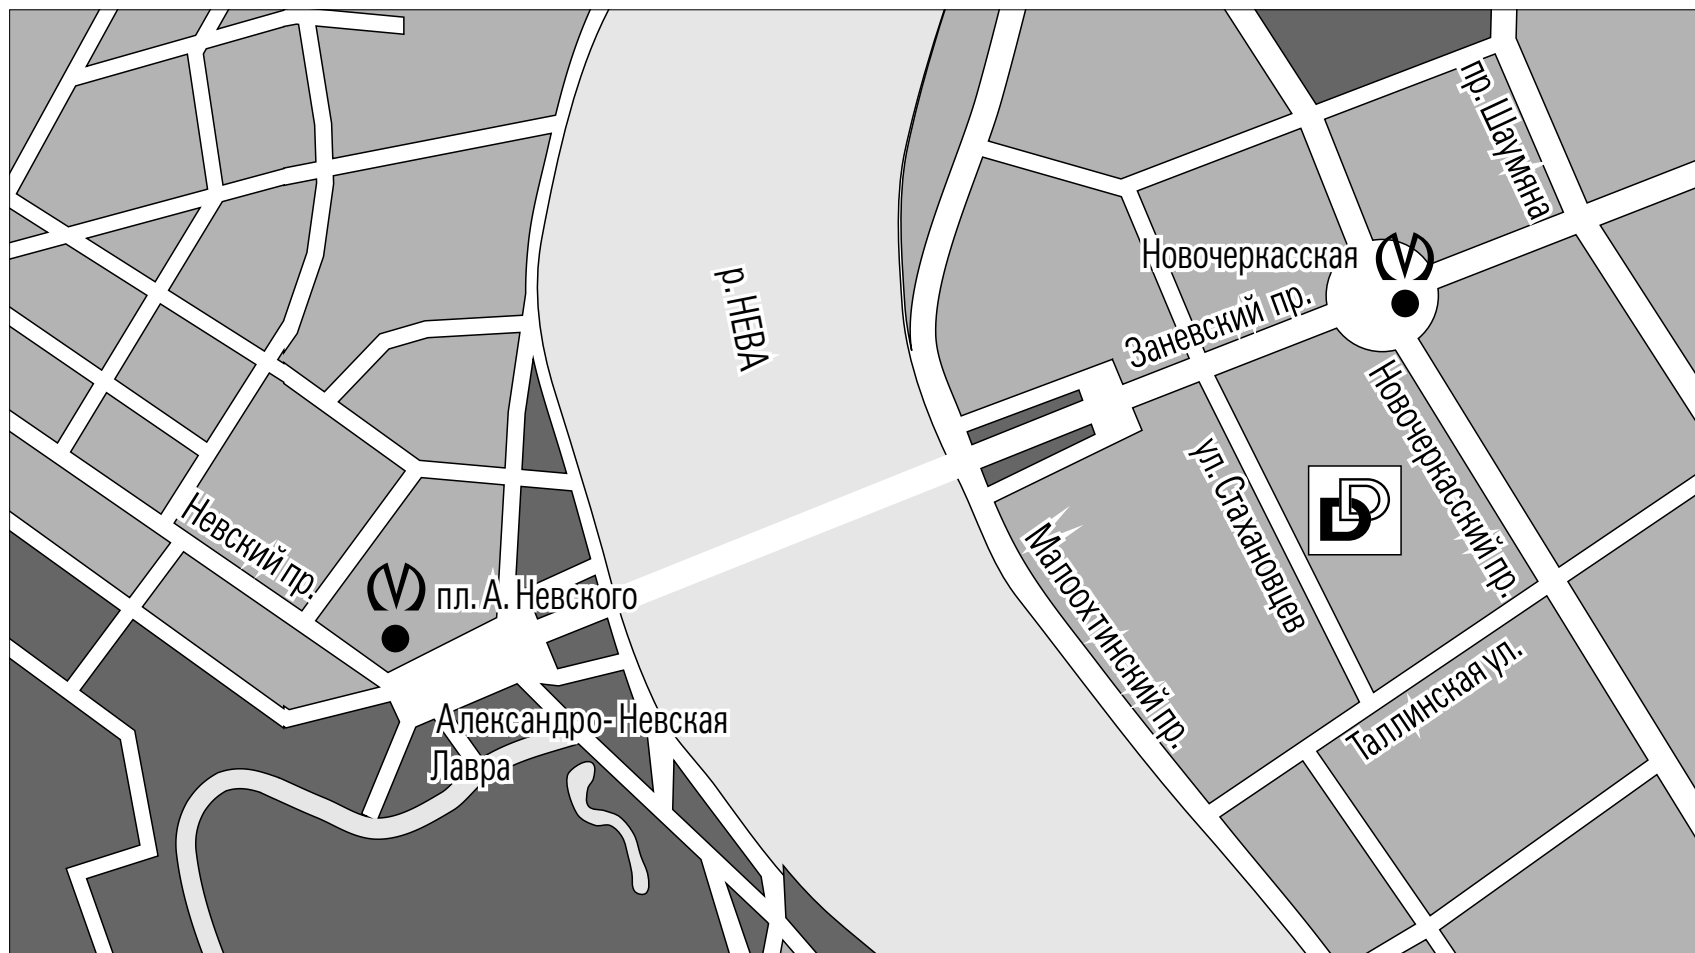 пр. Шаумяна
Новочеркасская
Заневский пр.
р. НЕВА
Новочеркасский пр.
ул. Стахановцев
DD
Невский пр.
Малоохтинский пр.
пл. А. Невского
Таллинская ул.
Александро-Невская
Лавра